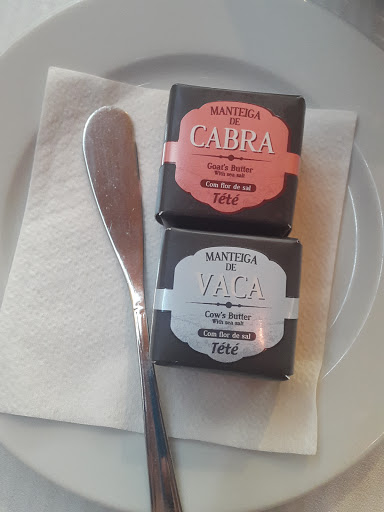 MANTEIGA
DE
CABRA
Goat's Butter
With sea salt
Com flor de sal
Tété
MANTEIGA
DE
VACA
Cow's Butter
With sea salt
Com flor de sal
Tété